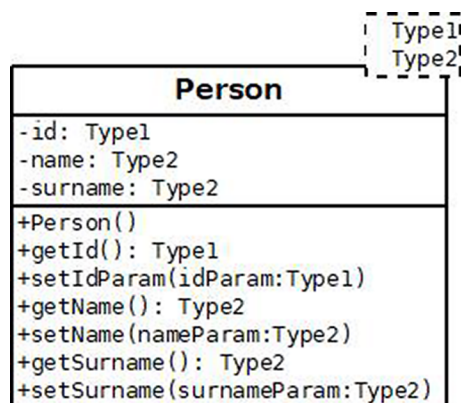 Type1
Type2
Person
-id: Type1
-name: Type2
-surname: Type2
+Person()
+getId(): Type1
+setIdParam(idParam:Type1)
+getName(): Type2
+setName(nameParam:Type2)
+getSurname(): Type2
+setSurname(surnameParam:Type2)